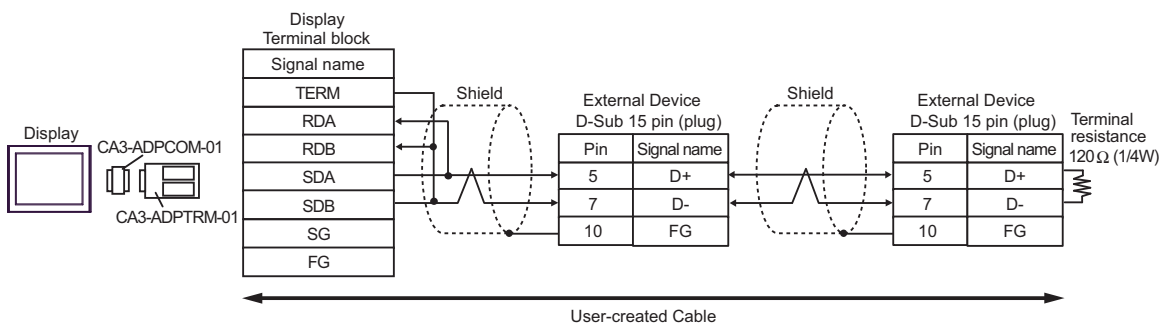 Display
CA3-ADPCOM-01
CA3-ADPTRM-01
Display
Terminal block
Signal name
TERM
RDA
RDB
SDA
SDB
SG
FG
Shield
External Device
D-Sub 15 pin (plug)
Pin Signal name
5 D+
7 D-
10 FG
Shield
External Device
D-Sub 15 pin (plug)
Pin Signal name
5 D+
7 D-
10 FG
Terminal
resistance
120Ω (1/4W)
User-created Cable